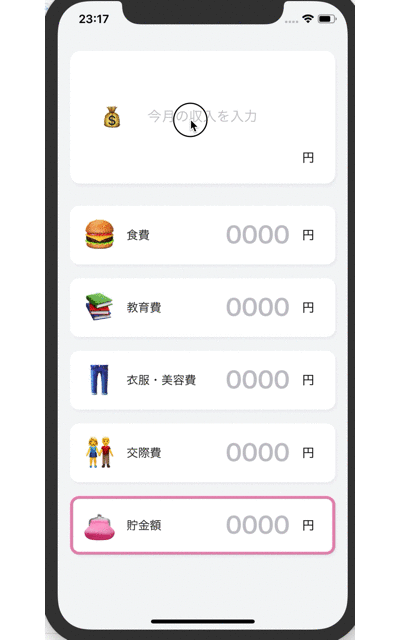 23:17
今月の収入を入力
円
食費 0000 円
教育費 0000 円
衣服・美容費 0000 円
交際費 0000 円
貯金額 0000 円